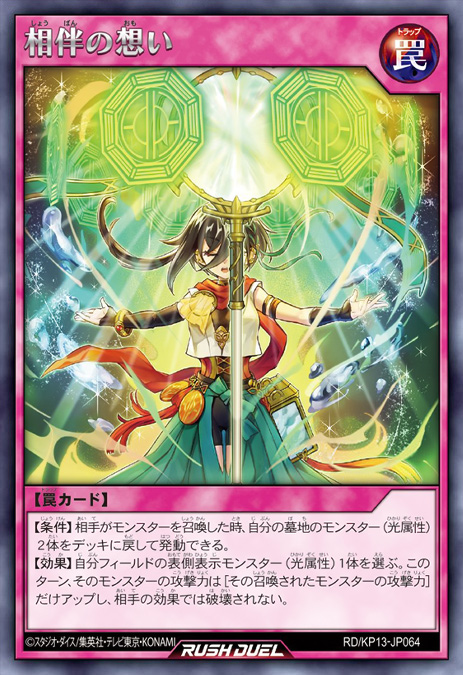 相伴の想い
トラップ
罠
【罠カード】
【条件】相手がモンスターを召喚した時、自分の墓地のモンスター（光属性）
２体をデッキに戻して発動できる。
【効果】自分フィールドの表側表示モンスター（光属性）１体を選ぶ。この
ターン、そのモンスターの攻撃力は［その召喚されたモンスターの攻撃力］
だけアップし、相手の効果では破壊されない。
©スタジオ・ダイス/集英社・テレビ東京・KONAMI
RUSH DUEL
RD/KP13-JP064